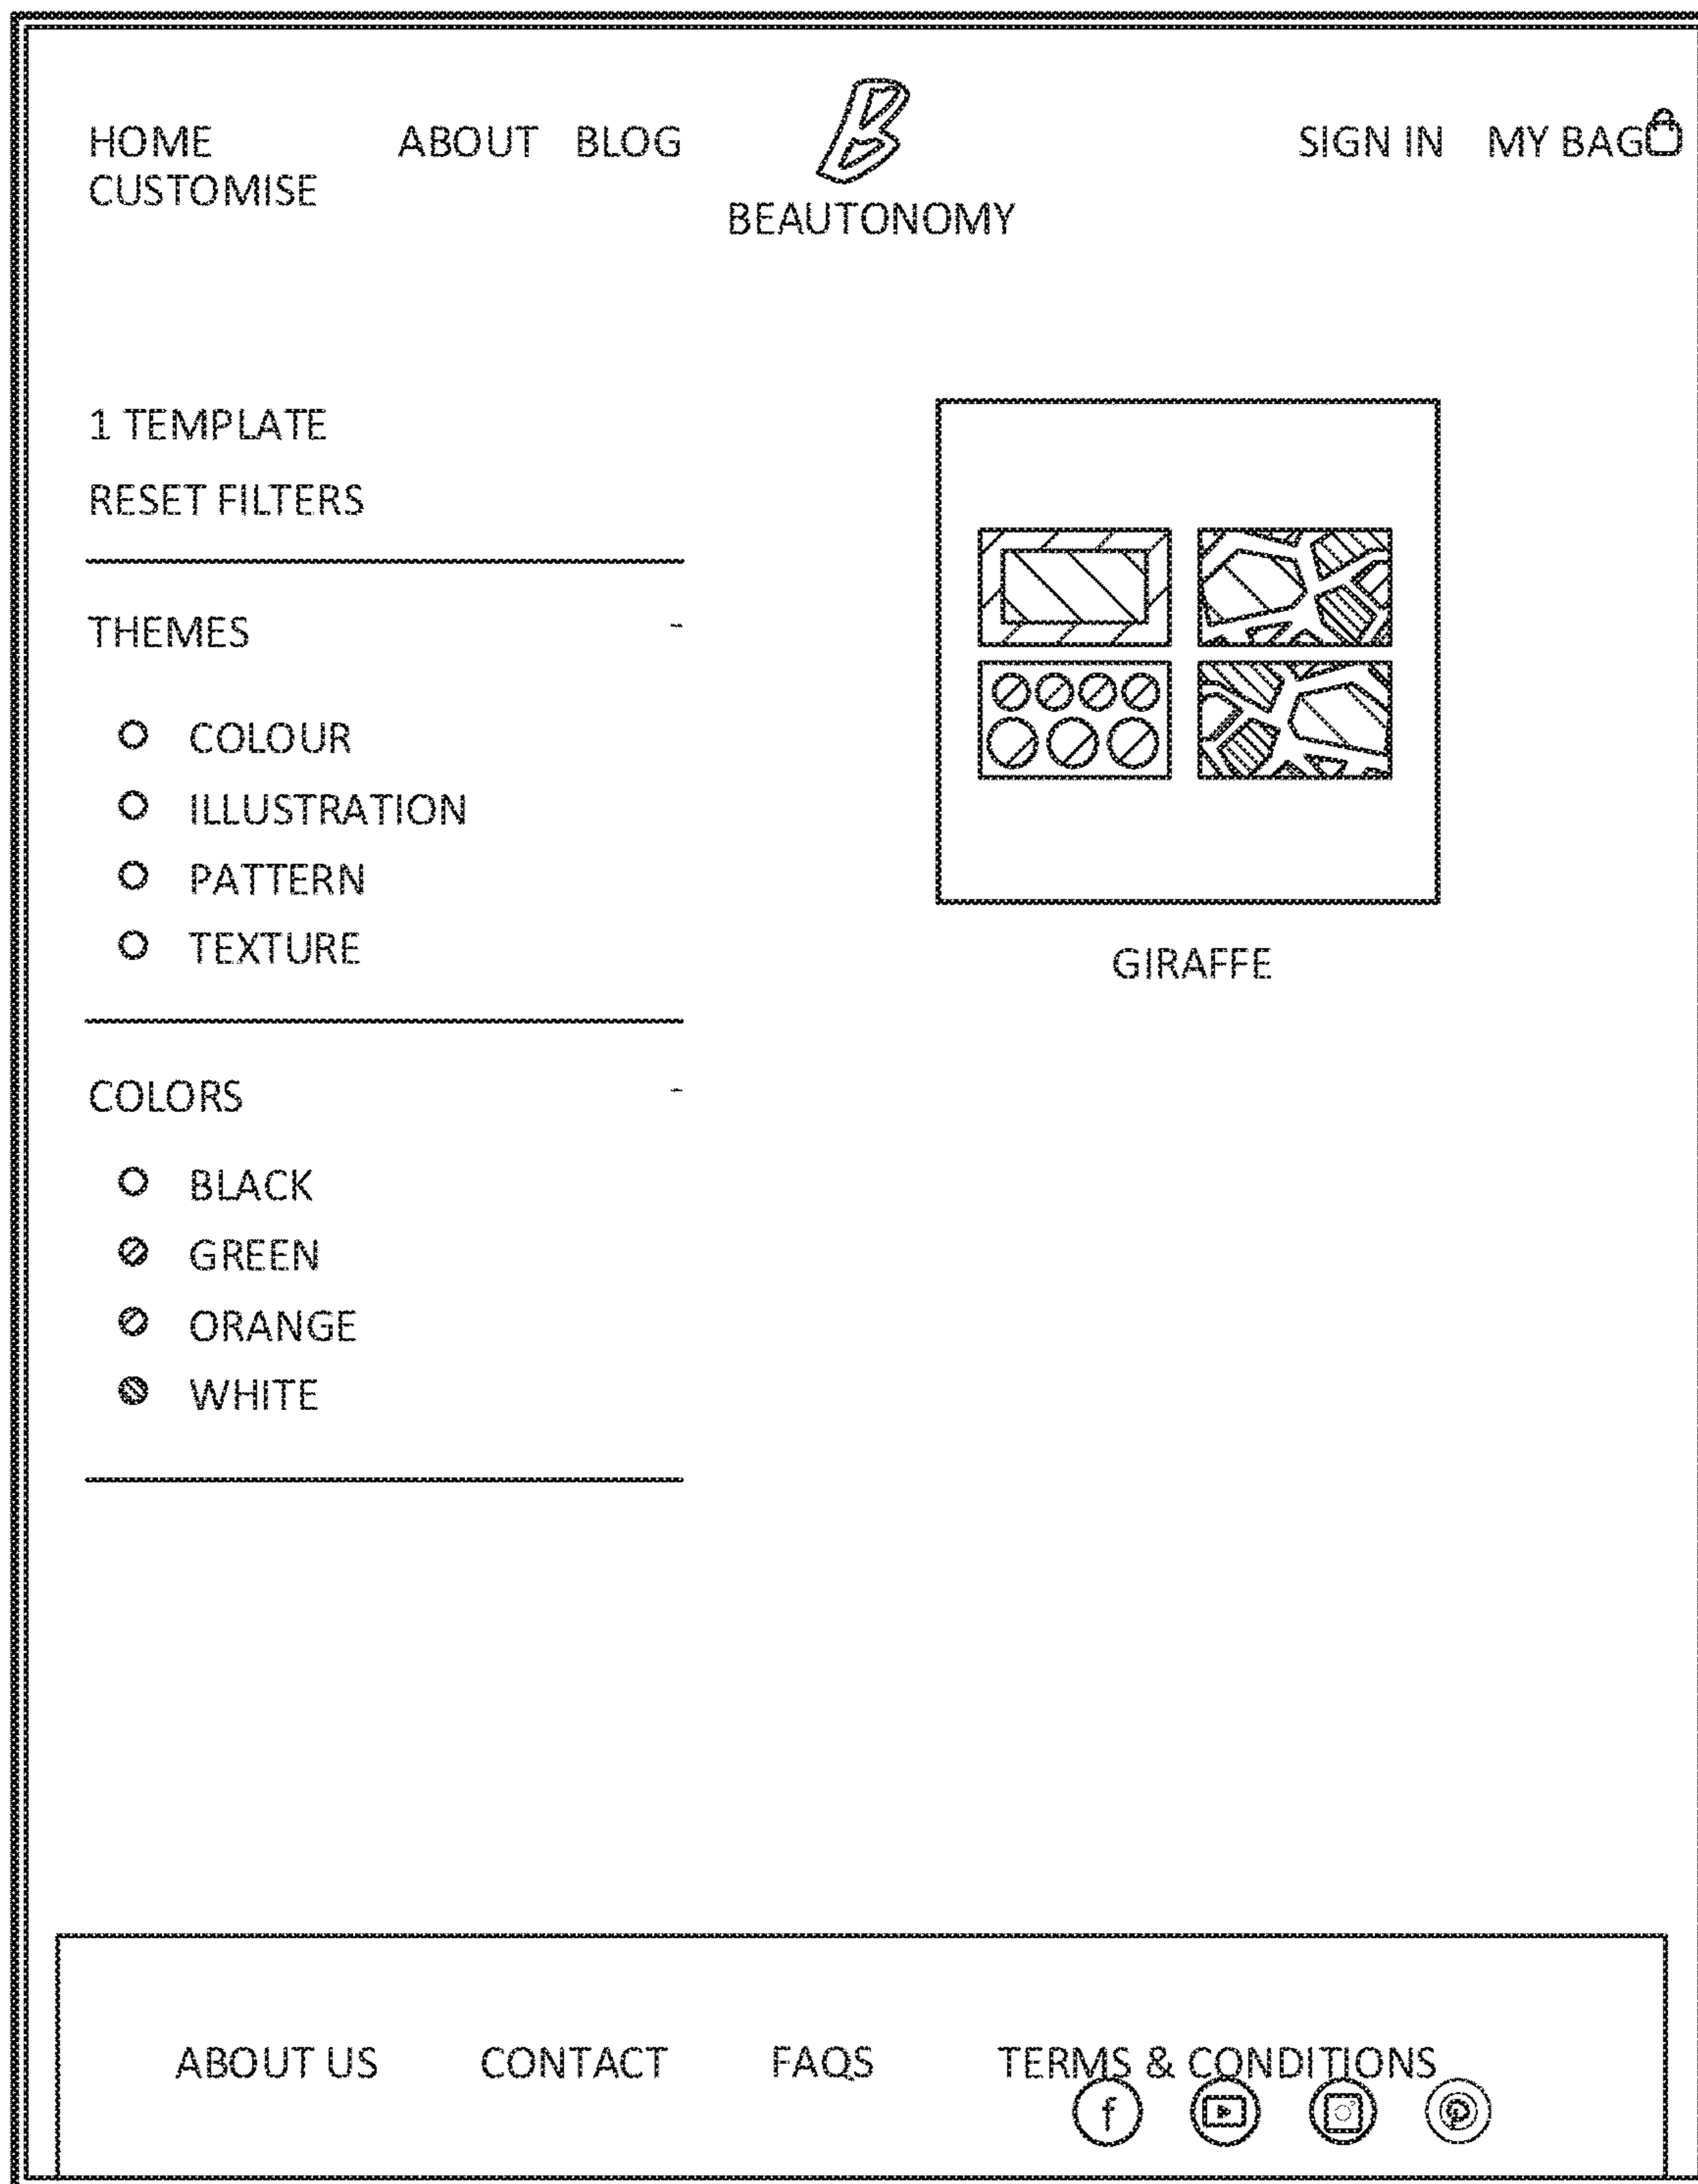 HOME ABOUT BLOG SIGN IN MY BAG
CUSTOMISE
BEAUTONOMY
1 TEMPLATE
RESET FILTERS
THEMES -
COLOUR
ILLUSTRATION
PATTERN
TEXTURE
GIRAFFE
COLORS -
BLACK
GREEN
ORANGE
WHITE
ABOUT US CONTACT FAQS TERMS & CONDITIONS